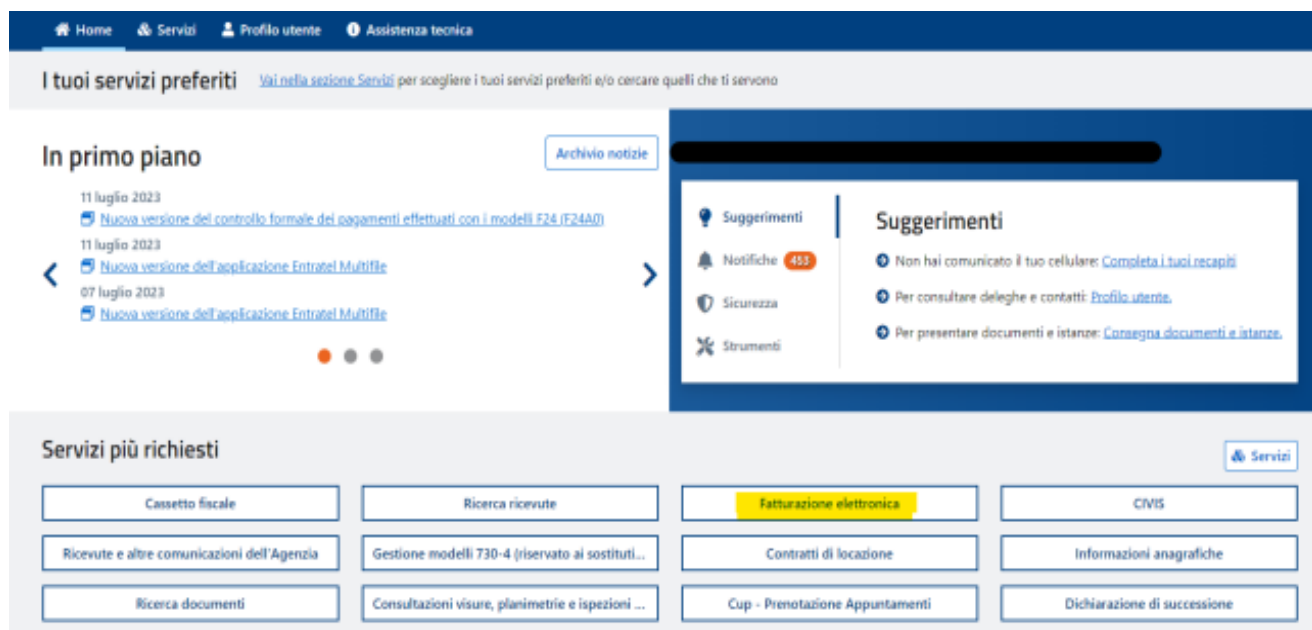 Home Servizi Profilo utente Assistenza tecnica
I tuoi servizi preferiti Vai nella sezione Servizi per scegliere i tuoi servizi preferiti e/o cercare quelli che ti servono
In primo piano
Archivio notizie
11 luglio 2023
Nuova versione del controllo formale dei pagamenti effettuati con i modelli F24 (F24A0)
11 luglio 2023
Nuova versione dell'applicazione Entratel Multifile
07 luglio 2023
Nuova versione dell'applicazione Entratel Multifile
Suggerimenti
Notifiche 453
Sicurezza
Strumenti
Suggerimenti
Non hai comunicato il tuo cellulare: Completa i tuoi recapiti
Per consultare deleghe e contatti: Profilo utente.
Per presentare documenti e istanze: Consegna documenti e istanze.
Servizi più richiesti
Servizi
Cassetto fiscale
Ricerca ricevute
Fatturazione elettronica
CIVIS
Ricevute e altre comunicazioni dell'Agenzia
Gestione modelli 730-4 (riservato ai sostituti...
Contratti di locazione
Informazioni anagrafiche
Ricerca documenti
Consultazioni visure, planimetrie e ispezioni ...
Cup - Prenotazione Appuntamenti
Dichiarazione di successione